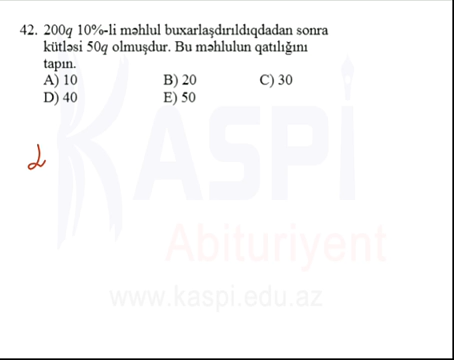 42. 200q 10%-li məhlul buxarlaşdırıldıqdadan sonra
kütləsi 50q olmuşdur. Bu məhlulun qatılığını
tapın.
A) 10 B) 20 C) 30
D) 40 E) 50
KASPİ
Abituriyent
www.kaspi.edu.az